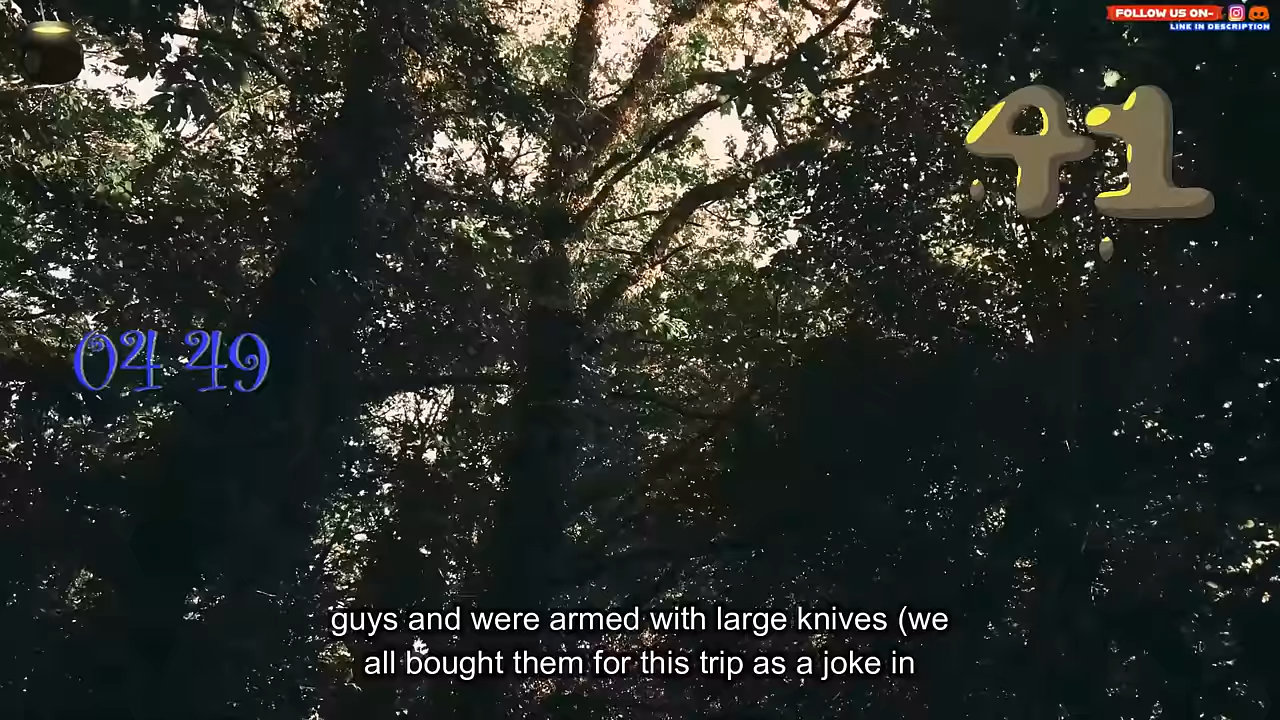 FOLLOW US ON-
LINK IN DESCRIPTION
41
04 49
guys and were armed with large knives (we
all bought them for this trip as a joke in